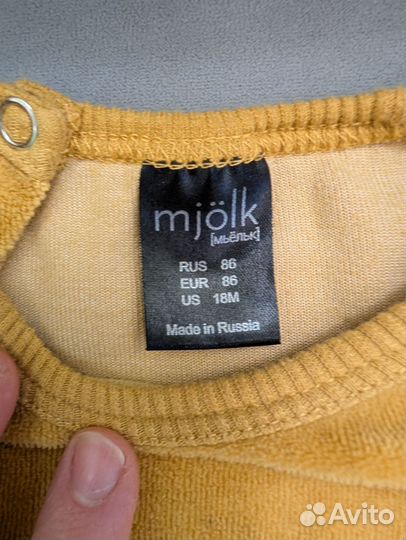 mjölk
[мьёльк]
RUS 86
EUR 86
US 18M
Made in Russia
Avito